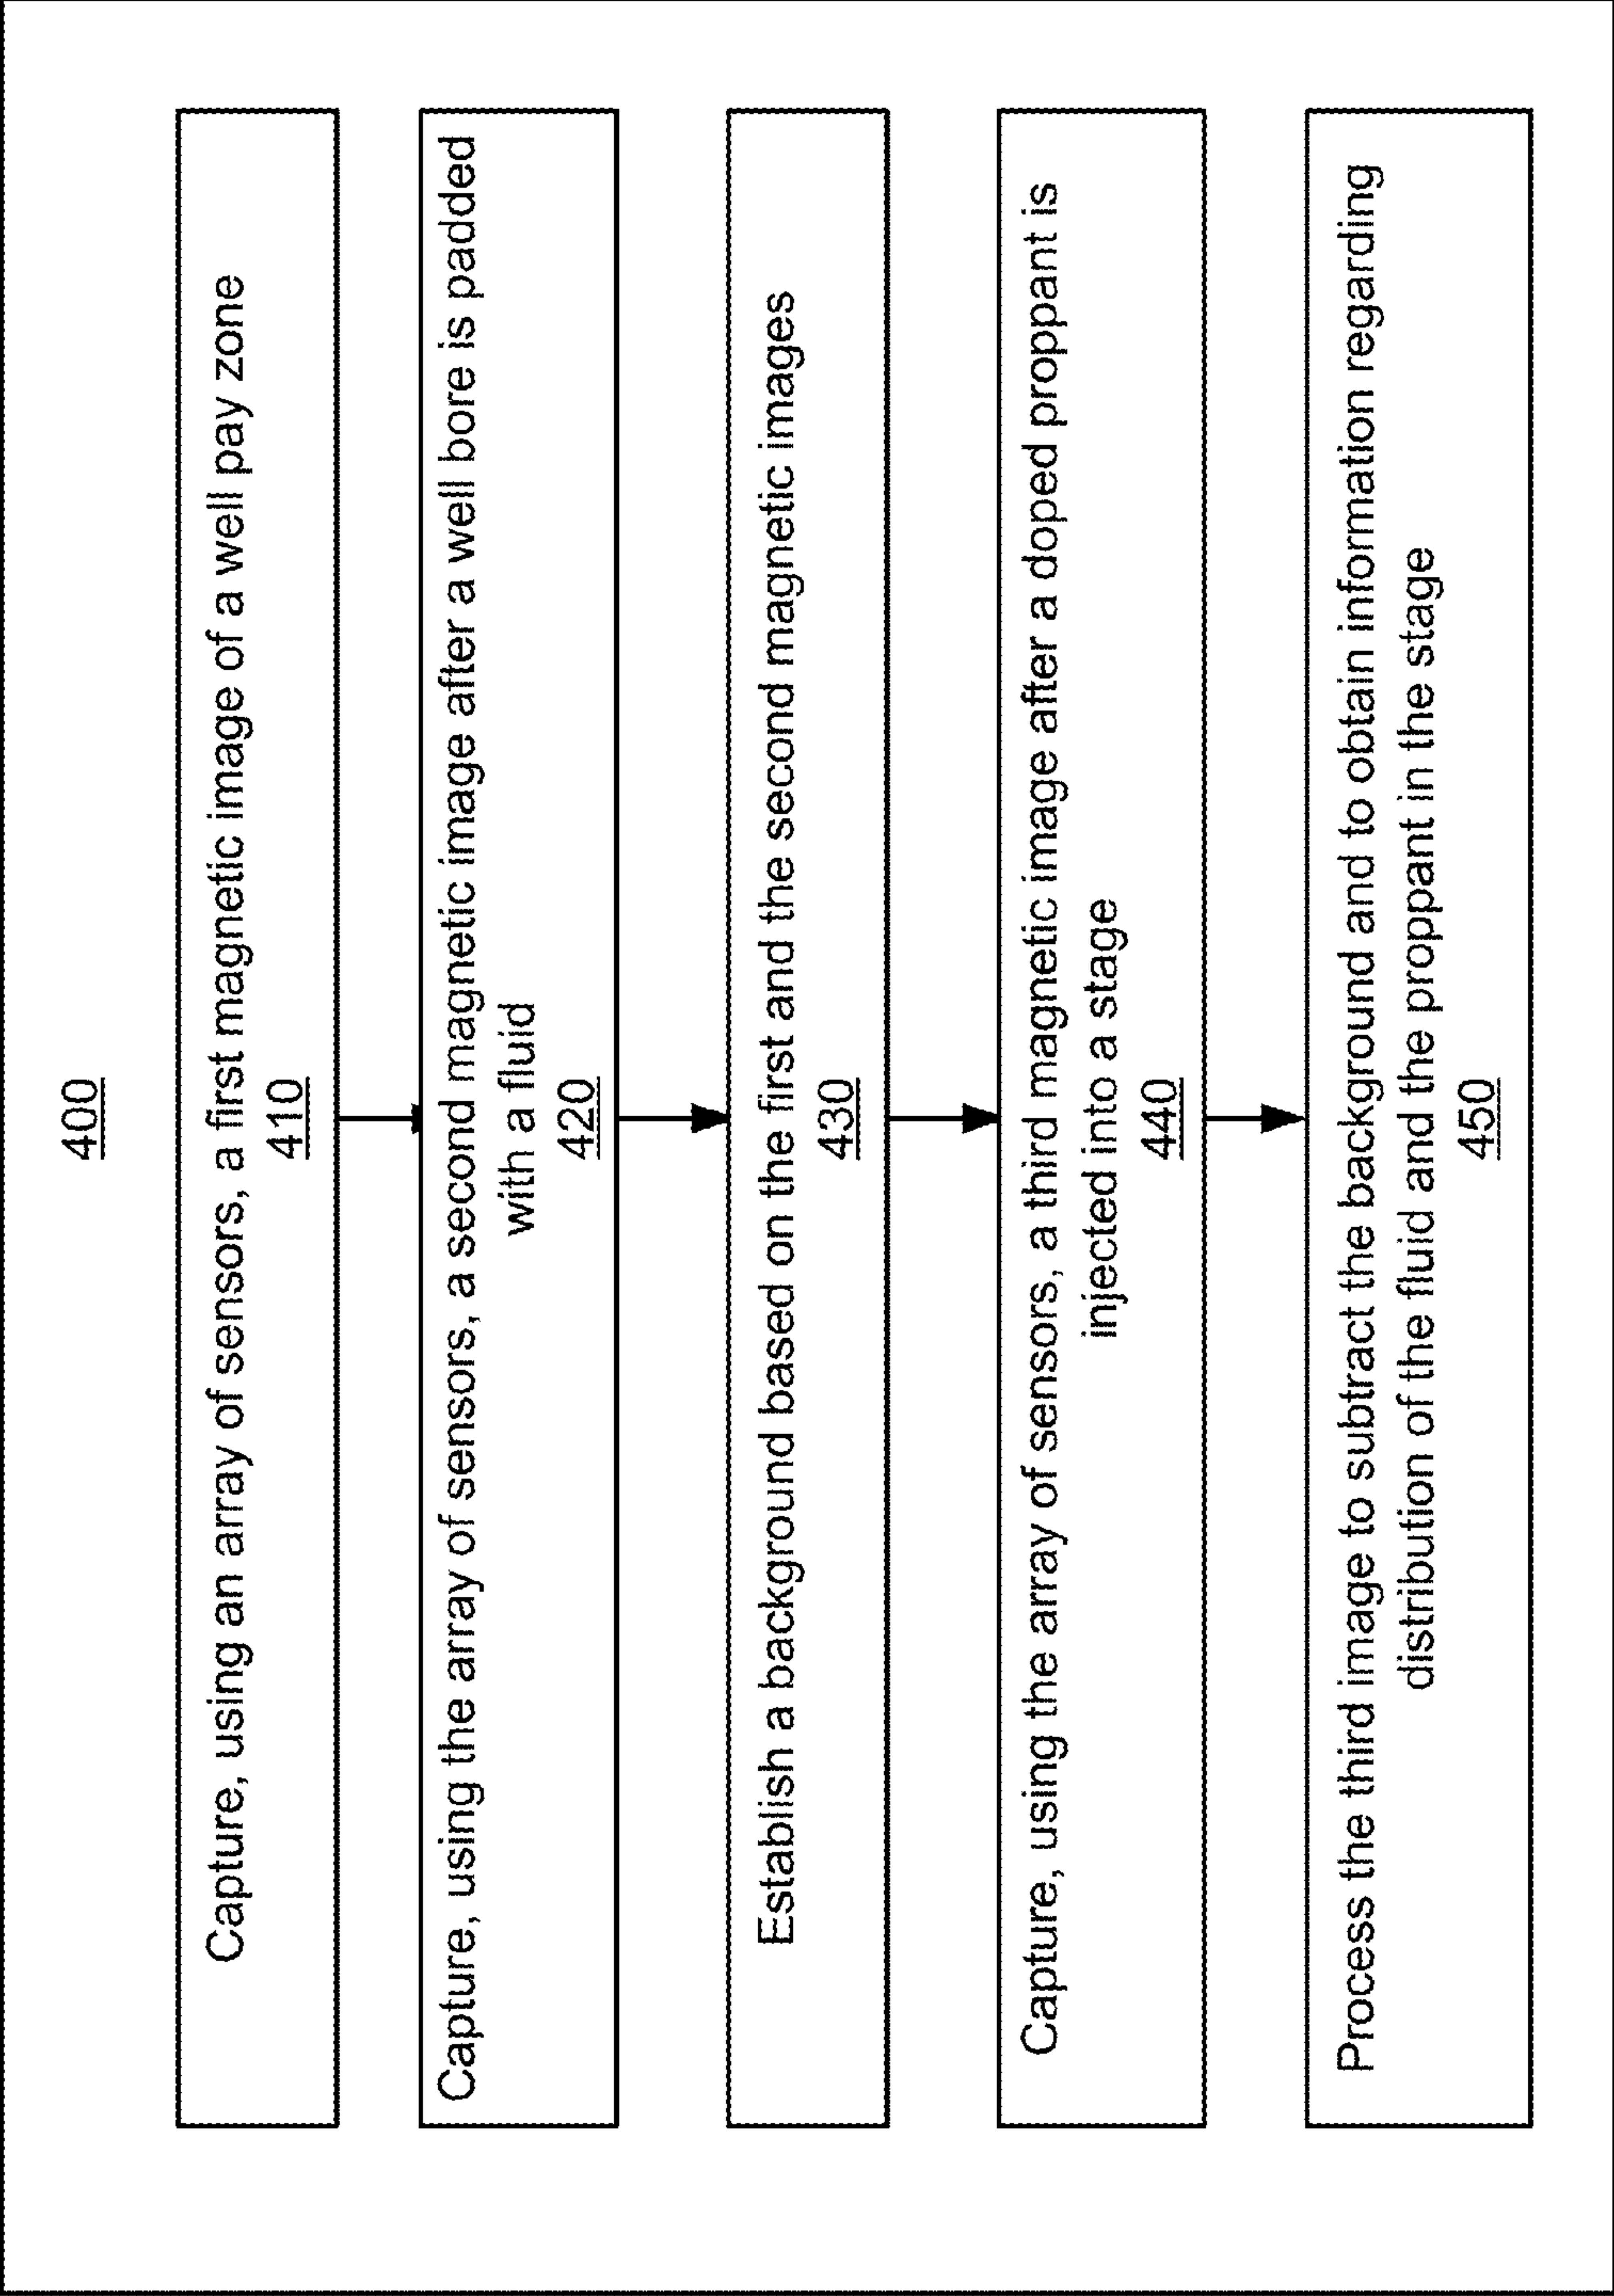 400
Capture, using an array of sensors, a first magnetic image of a well pay zone
410
Capture, using the array of sensors, a second magnetic image after a well bore is padded
with a fluid
420
Establish a background based on the first and the second magnetic images
430
Capture, using the array of sensors, a third magnetic image after a doped proppant is
injected into a stage
440
Process the third image to subtract the background and to obtain information regarding
distribution of the fluid and the proppant in the stage
450